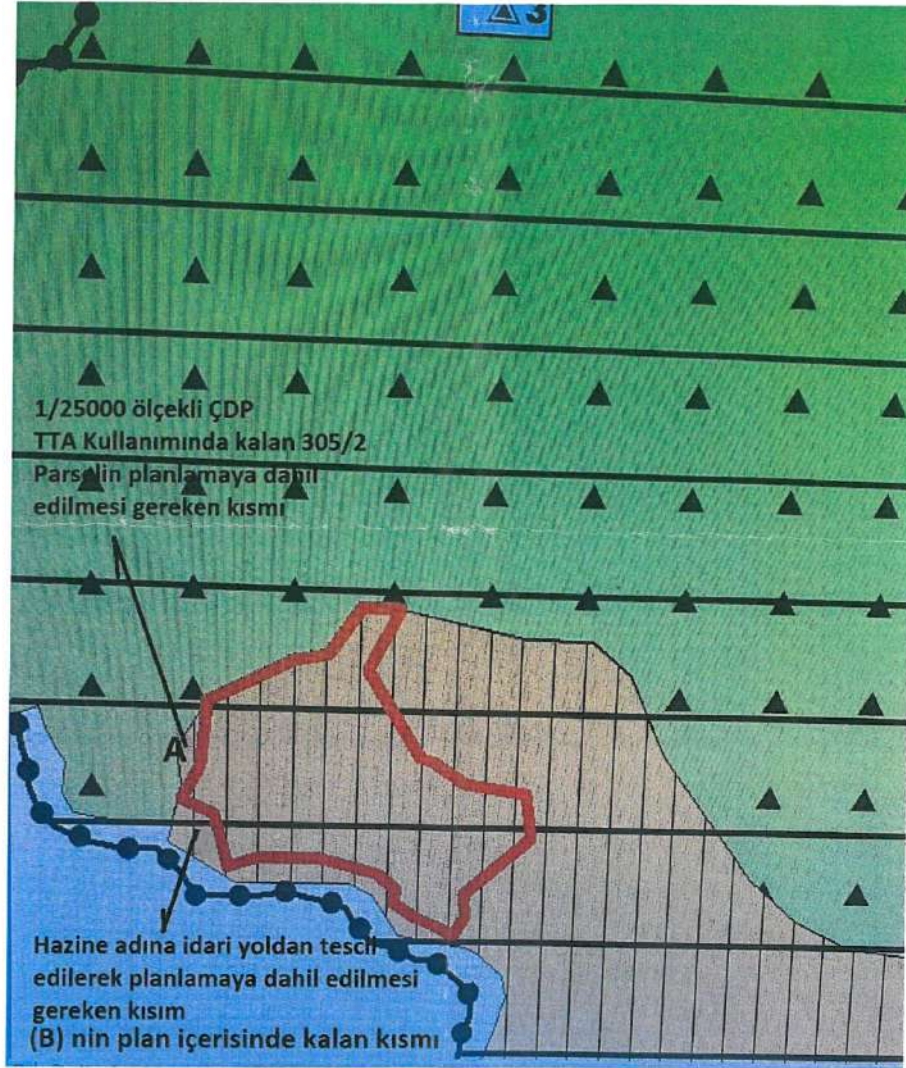 3
1/25000 ölçekli ÇDP
TTA Kullanımında kalan 305/2
Parselin planlamaya dahil
edilmesi gereken kısmı
A
Hazine adına idari yoldan tescil
edilerek planlamaya dahil edilmesi
gereken kısım
(B) nin plan içerisinde kalan kısmı